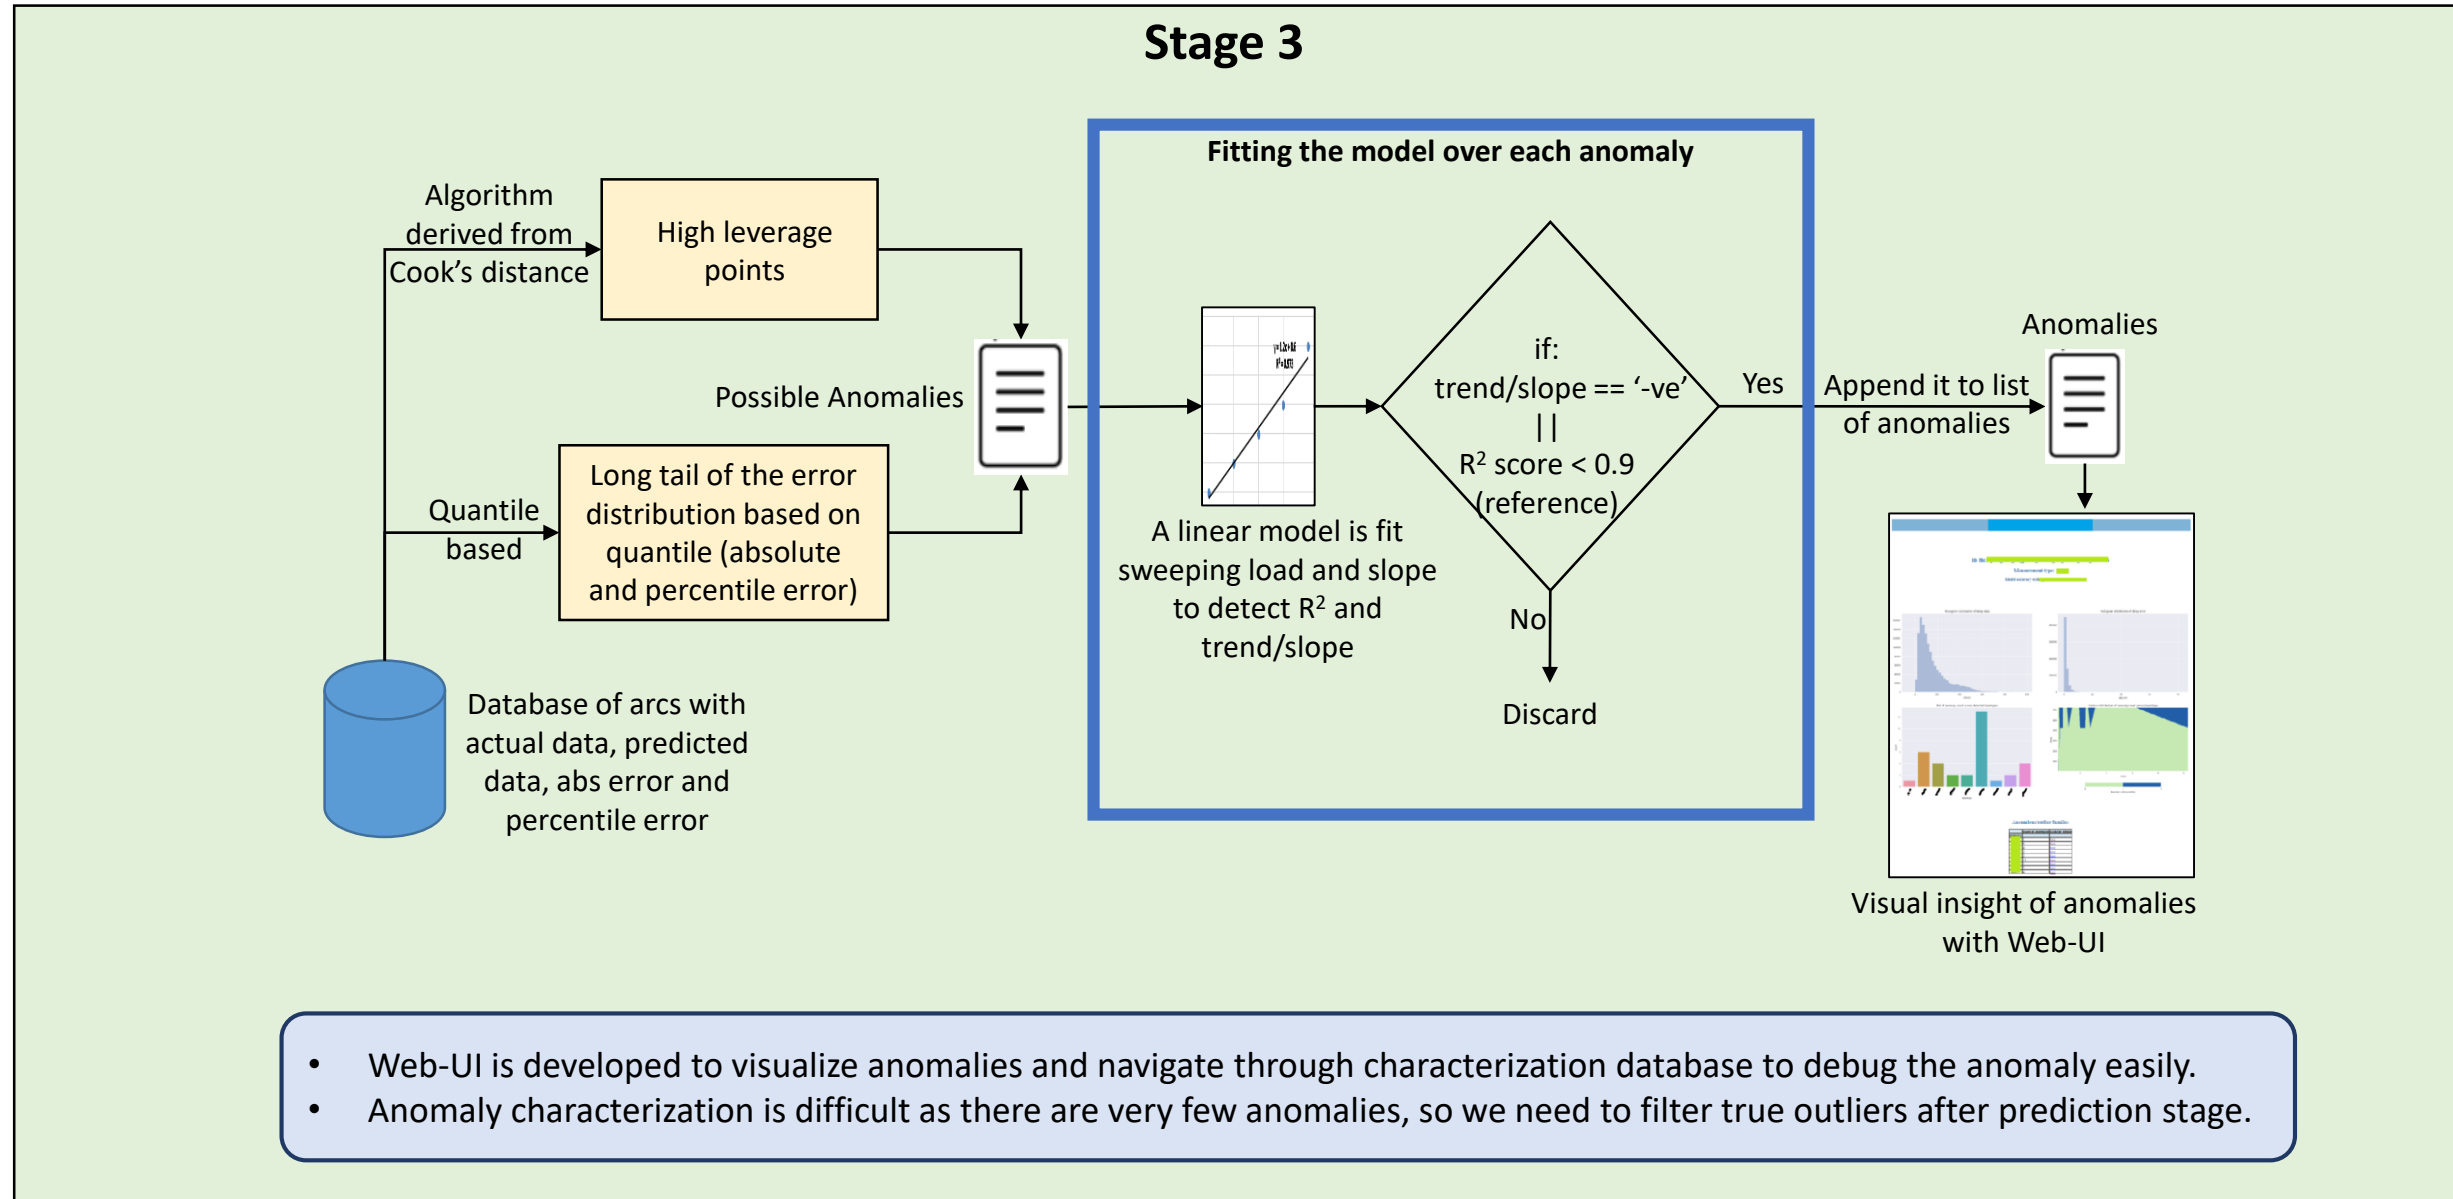 Stage 3
Fitting the model over each anomaly
Algorithm
derived from
Cook's distance
High leverage
points
Possible Anomalies
Quantile
based
Long tail of the error
distribution based on
quantile (absolute
and percentile error)
Database of arcs with
actual data, predicted
data, abs error and
percentile error
A linear model is fit
sweeping load and slope
to detect R² and
trend/slope
if:
trend/slope == ‘-ve’
||
R² score < 0.9
(reference)
Yes
No
Discard
Append it to list
of anomalies
Anomalies
Visual insight of anomalies
with Web-UI
• Web-UI is developed to visualize anomalies and navigate through characterization database to debug the anomaly easily.
• Anomaly characterization is difficult as there are very few anomalies, so we need to filter true outliers after prediction stage.